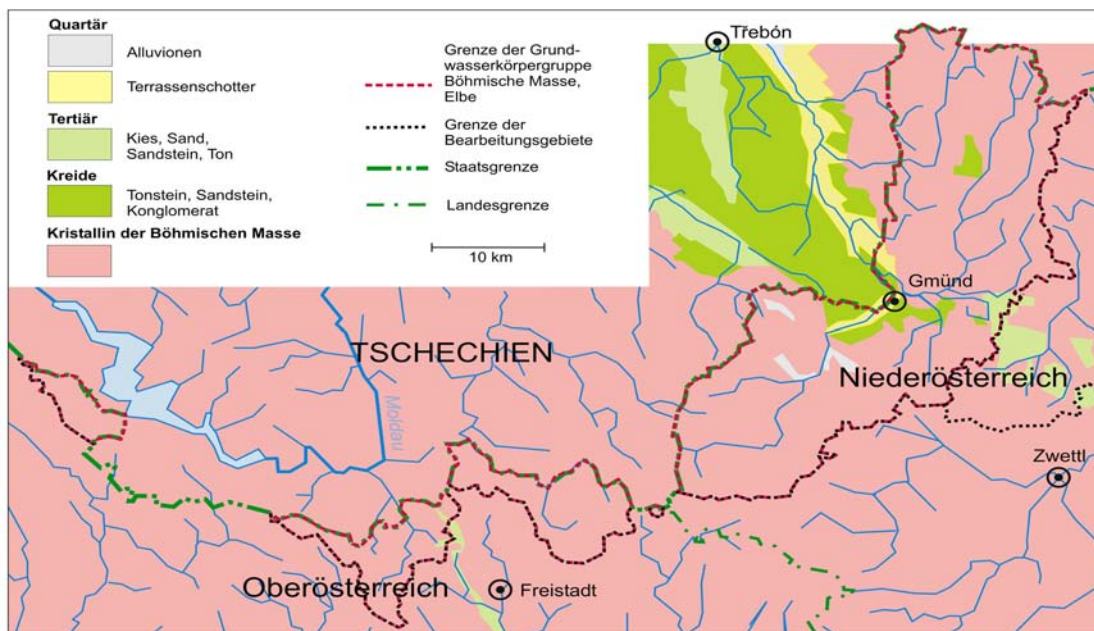 Quartär
Alluvionen
Terrassenschotter
Tertiär
Kies, Sand,
Sandstein, Ton
Kreide
Tonstein, Sandstein,
Konglomerat
Kristallin der Böhmischen Masse
Grenze der Grund-
wasserkörpergruppe
Böhmische Masse,
Elbe
Grenze der
Bearbeitungsgebiete
Staatsgrenze
Landesgrenze
10 km
Třebón
Gmünd
TSCHECHIEN
Moldau
Niederösterreich
Zwettl
Oberösterreich
Freistadt